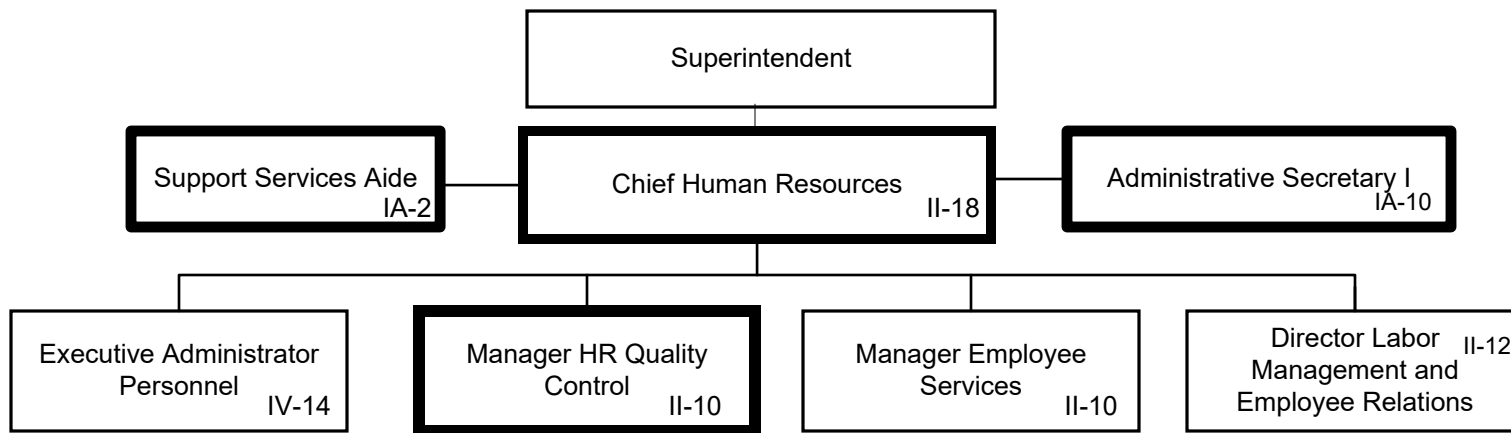 Superintendent
Support Services Aide
IA-2
Chief Human Resources
II-18
Administrative Secretary I
IA-10
Executive Administrator
Personnel
IV-14
Manager HR Quality
Control
II-10
Manager Employee
Services
II-10
Director Labor
II-12
Management and
Employee Relations